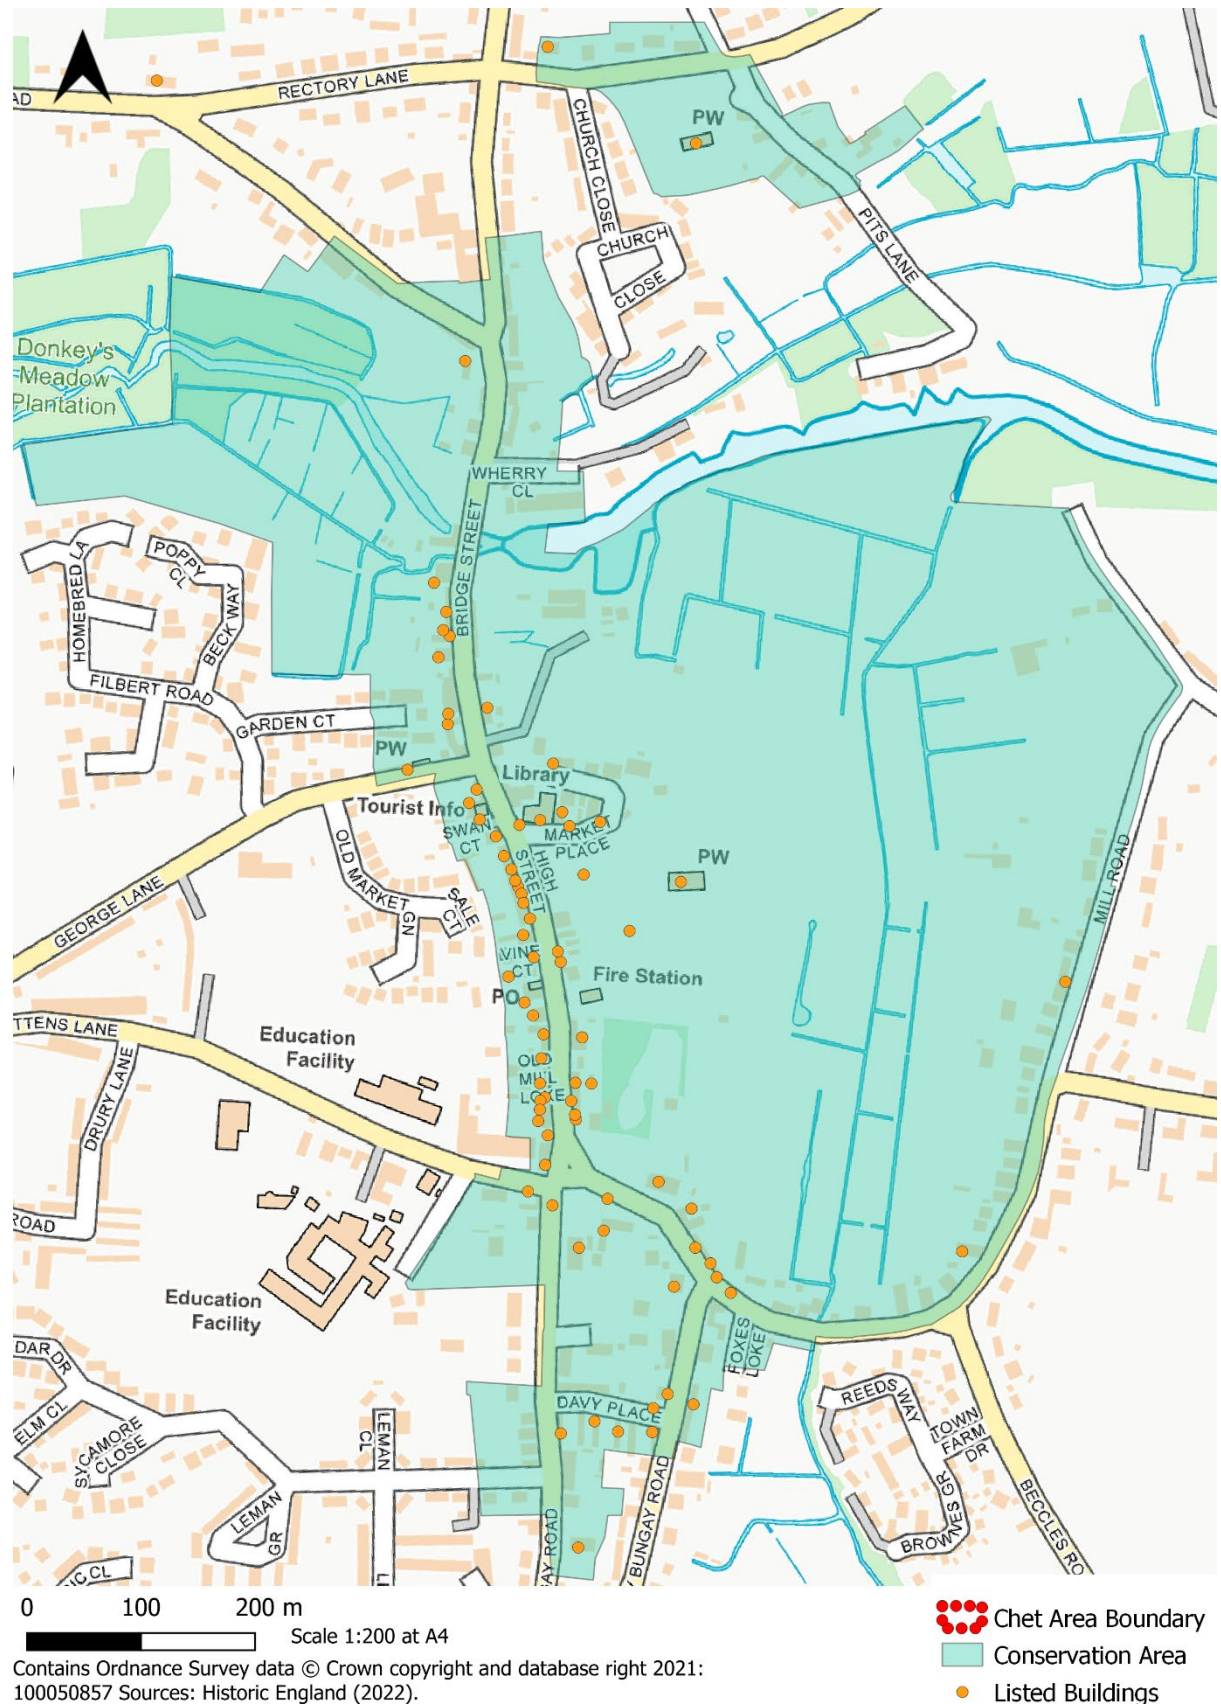 AD
RECTORY LANE
PW
CHURCH CLOSE
CHURCH
CLOSE
PITS LANE
Donkey's
Meadow
Plantation
WHERRY
CL
BRIDGE STREET
HOMEBRED LA
POPPY
CL
BECK WAY
FILBERT ROAD
GARDEN CT
PW
Library
Tourist Info
SWAN
CT
MARKET
PLACE
HIGH
STREET
PW
OLD MARKET
GN
SALE
CT
GEORGE LANE
MILL ROAD
VINE
CT
Fire Station
PO
TTENS LANE
Education
Facility
OLD
MILL
LOKE
DRURY LANE
ROAD
Education
Facility
FOXES
LOKE
DAR DR
ELM CL
SYCAMORE
CLOSE
LEMAN
CL
LEMAN
GR
DAVY PLACE
REEDS WAY
TOWN
FARM
DR
BROWNES GR
BECCLES RO
AY ROAD
BUNGAY ROAD
IC CL
0 100 200 m
Scale 1:200 at A4
Contains Ordnance Survey data © Crown copyright and database right 2021:
100050857 Sources: Historic England (2022).
Chet Area Boundary
Conservation Area
Listed Buildings